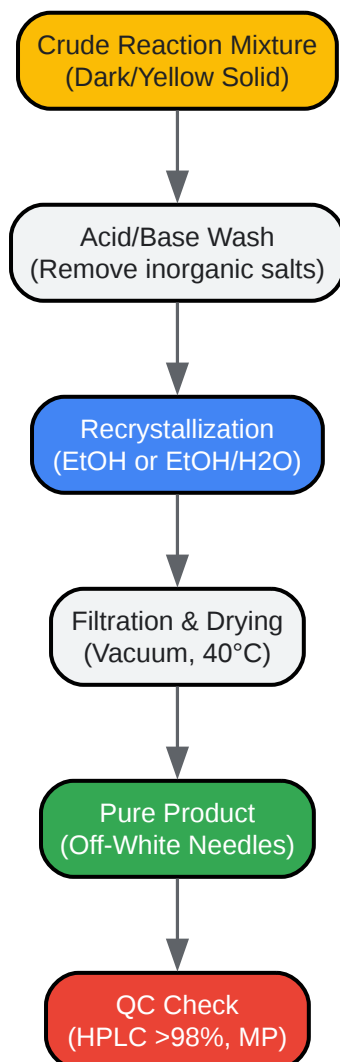 Crude Reaction Mixture
(Dark/Yellow Solid)
Acid/Base Wash
(Remove inorganic salts)
Recrystallization
(EtOH or EtOH/H2O)
Filtration & Drying
(Vacuum, 40°C)
Pure Product
(Off-White Needles)
QC Check
(HPLC >98%, MP)